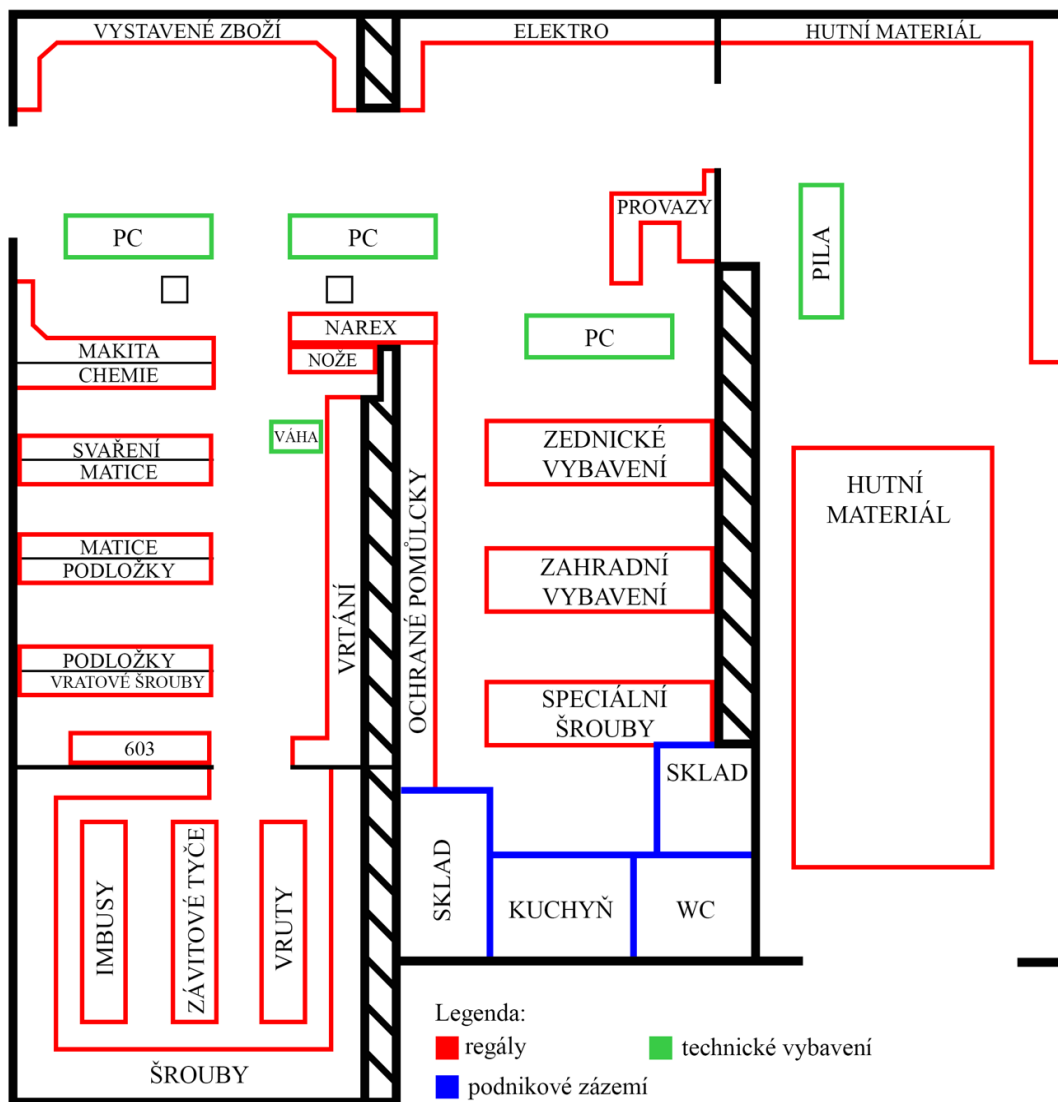 VYSTAVENÉ ZBOŽÍ
ELEKTRO
HUTNÍ MATERIÁL
PROVAZY
PC
PC
PILA
NAREX
PC
MAKITA
CHEMIE
NOŽE
VÁHA
SVAŘENÍ
MATICE
ZEDNICKÉ
VYBAVENÍ
HUTNÍ
MATERIÁL
MATICE
PODLOŽKY
VRTÁNÍ
OCHRANÉ POMŮLCKY
ZAHRADNÍ
VYBAVENÍ
PODLOŽKY
VRATOVÉ ŠROUBY
SPECIÁLNÍ
ŠROUBY
603
SKLAD
IMBUSY
ZÁVITOVÉ TYČE
VRUTY
SKLAD
KUCHYŇ
WC
ŠROUBY
Legenda:
regály
technické vybavení
podnikové zázemí